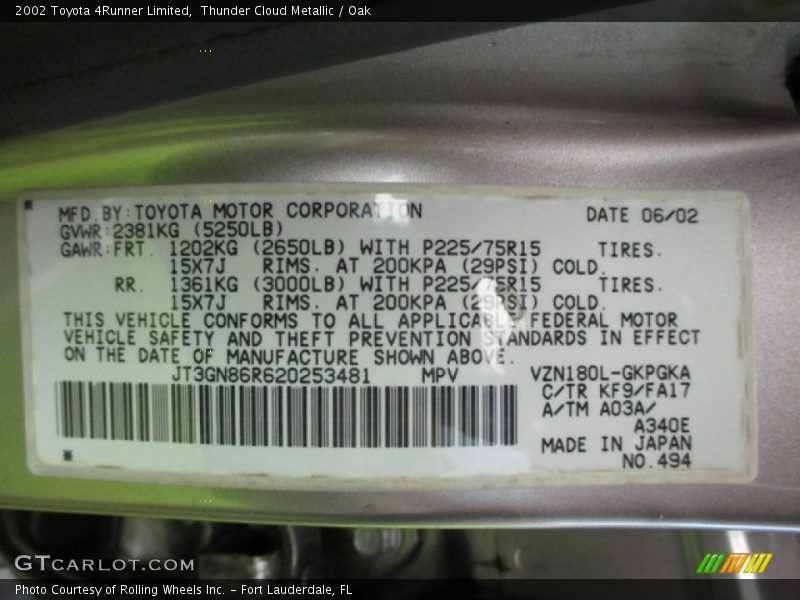 2002 Toyota 4Runner Limited,  Thunder Cloud Metallic / Oak
MFD.BY:TOYOTA MOTOR CORPORATION DATE 06/02
GVWR:2381KG (5250LB)
GAWR:FRT. 1202KG (2650LB) WITH P225/75R15 TIRES.
15X7J RIMS. AT 200KPA (29PSI) COLD.
RR. 1361KG (3000LB) WITH P225/75R15 TIRES.
15X7J RIMS. AT 200KPA (29PSI) COLD.
THIS VEHICLE CONFORMS TO ALL APPLICABLE FEDERAL MOTOR
VEHICLE SAFETY AND THEFT PREVENTION STANDARDS IN EFFECT
ON THE DATE OF MANUFACTURE SHOWN ABOVE.
JT3GN86R620253481 MPV VZN180L-GKPGKA
C/TR KF9/FA17
A/TM A03A/
A340E
MADE IN JAPAN
NO.494
GTCARLOT.COM
Photo Courtesy of Rolling Wheels Inc. – Fort Lauderdale, FL